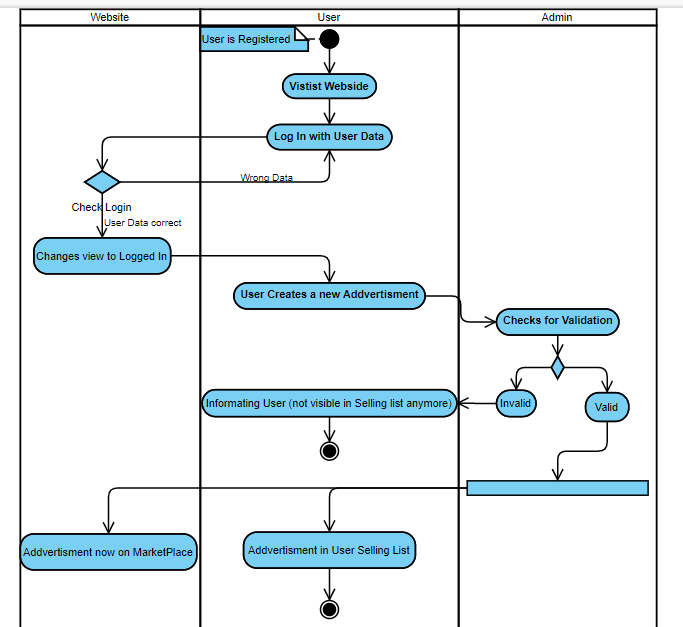 Website
User
Admin
User is Registered
Vistist Webside
Log In with User Data
Wrong Data
Check Login
User Data correct
Changes view to Logged In
User Creates a new Addvertisment
Checks for Validation
Informating User (not visible in Selling list anymore)
Invalid
Valid
Addvertisment now on MarketPlace
Addvertisment in User Selling List